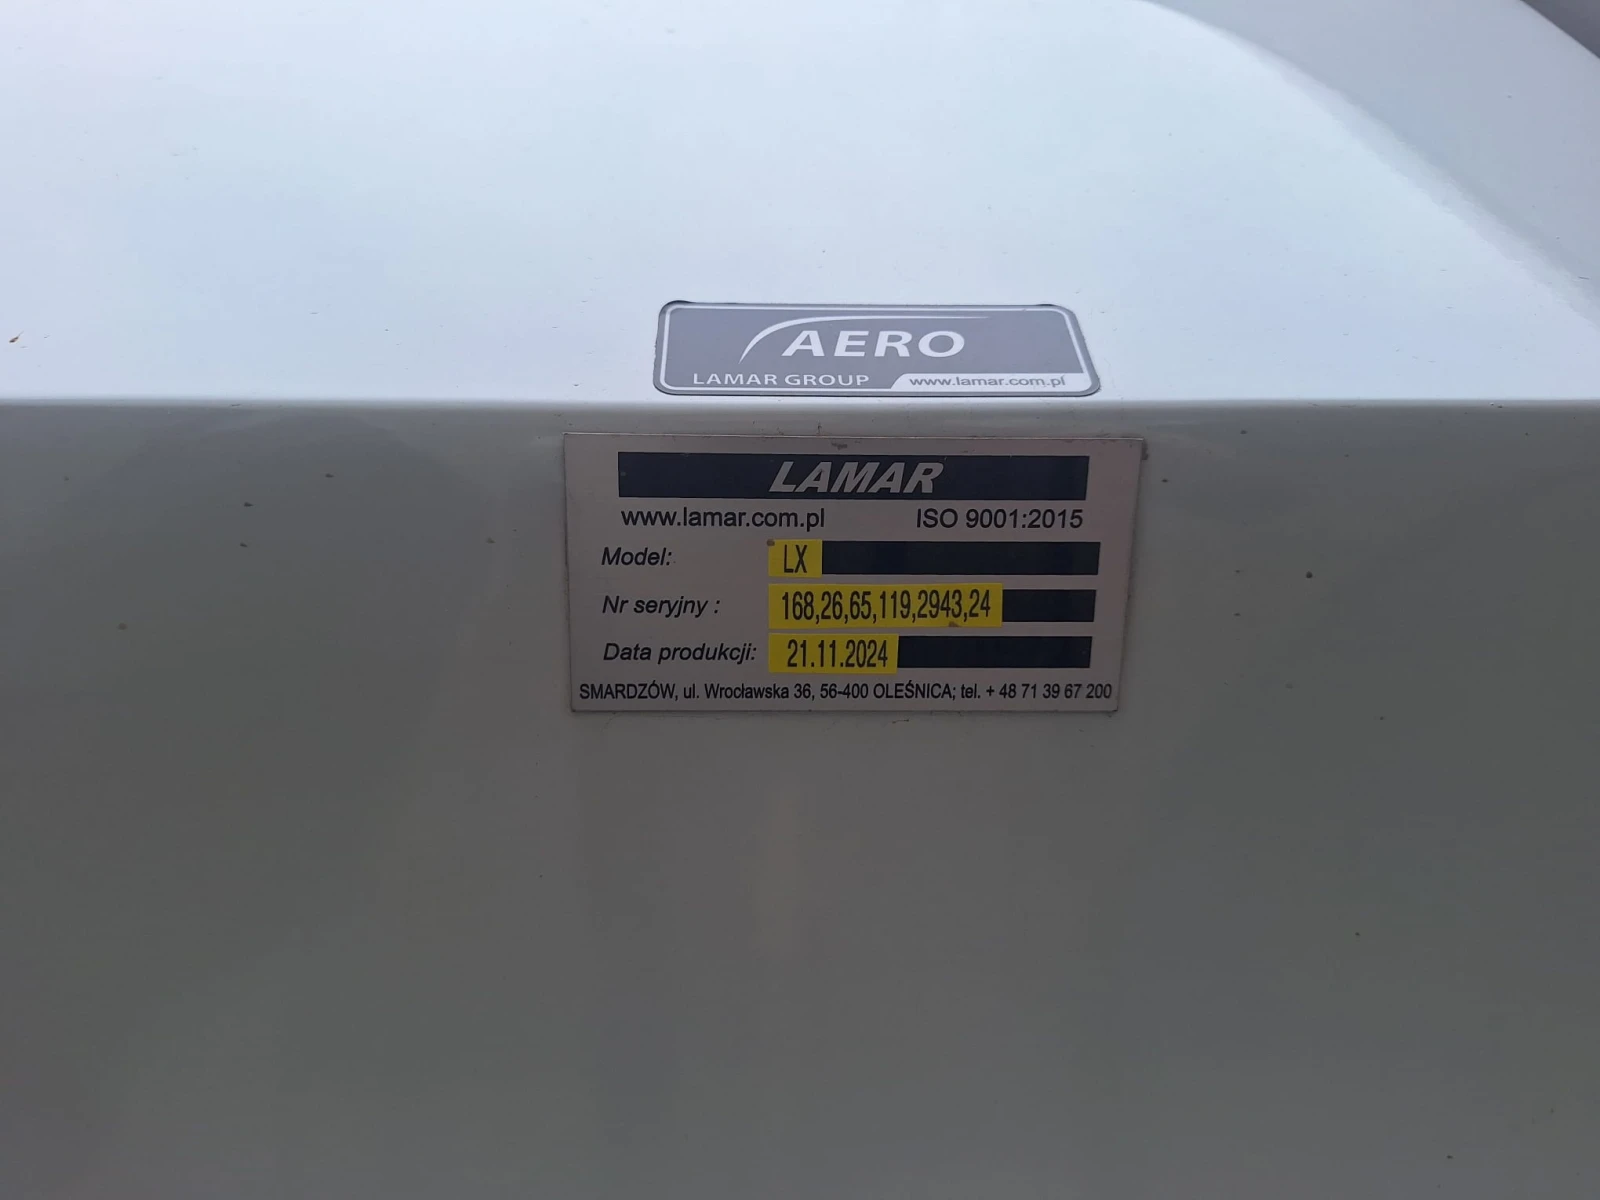 AERO
LAMAR GROUP www.lamar.com.pl
LAMAR
www.lamar.com.pl ISO 9001:2015
Model: LX
Nr seryjny : 168,26,65,119,2943,24
Data produkcji: 21.11.2024
SMARDZÓW, ul. Wrocławska 36, 56-400 OLEŚNICA; tel. + 48 71 39 67 200